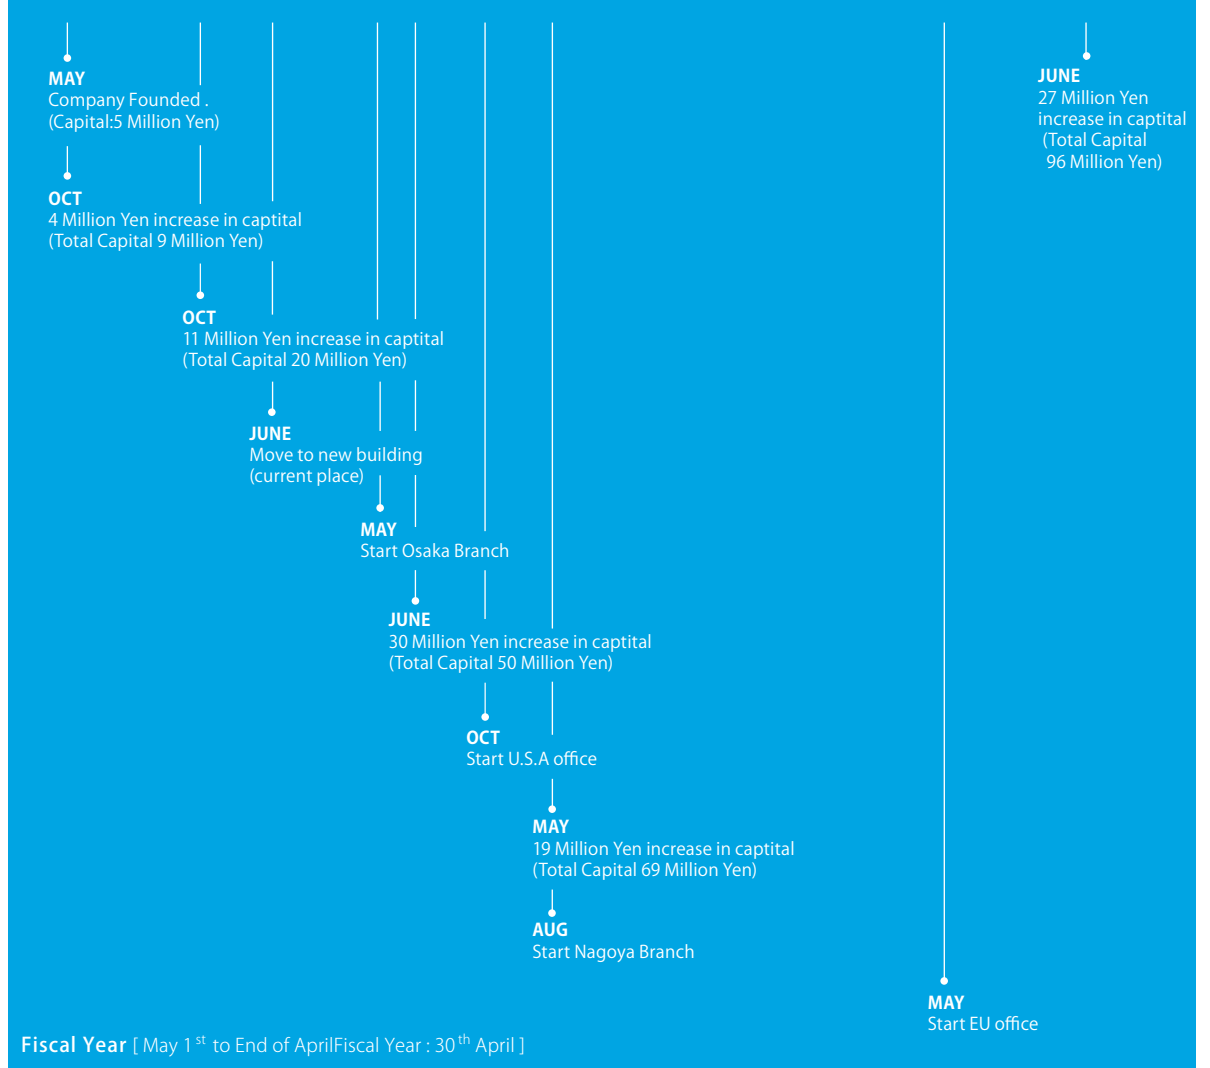 MAY
Company Founded .
(Capital:5 Million Yen)
OCT
4 Million Yen increase in captital
(Total Capital 9 Million Yen)
OCT
11 Million Yen increase in captital
(Total Capital 20 Million Yen)
JUNE
Move to new building
(current place)
MAY
Start Osaka Branch
JUNE
30 Million Yen increase in captital
(Total Capital 50 Million Yen)
OCT
Start U.S.A office
MAY
19 Million Yen increase in captital
(Total Capital 69 Million Yen)
AUG
Start Nagoya Branch
MAY
Start EU office
JUNE
27 Million Yen
increase in captital
(Total Capital
96 Million Yen)
Fiscal Year [ May 1 st to End of AprilFiscal Year : 30 th April ]